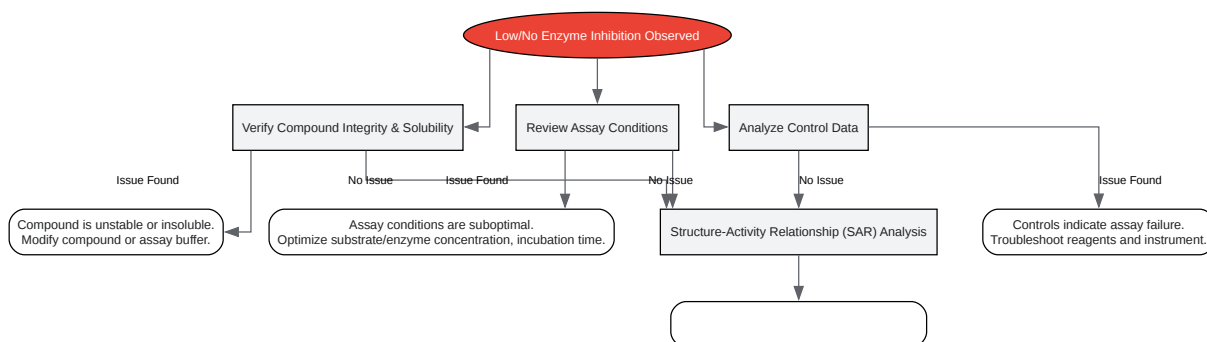 Low/No Enzyme Inhibition Observed
Verify Compound Integrity & Solubility
Review Assay Conditions
Analyze Control Data
Issue Found
No Issue
Issue Found
No Issue
No Issue
Issue Found
Compound is unstable or insoluble.
Modify compound or assay buffer.
Assay conditions are suboptimal.
Optimize substrate/enzyme concentration, incubation time.
Structure-Activity Relationship (SAR) Analysis
Controls indicate assay failure.
Troubleshoot reagents and instrument.